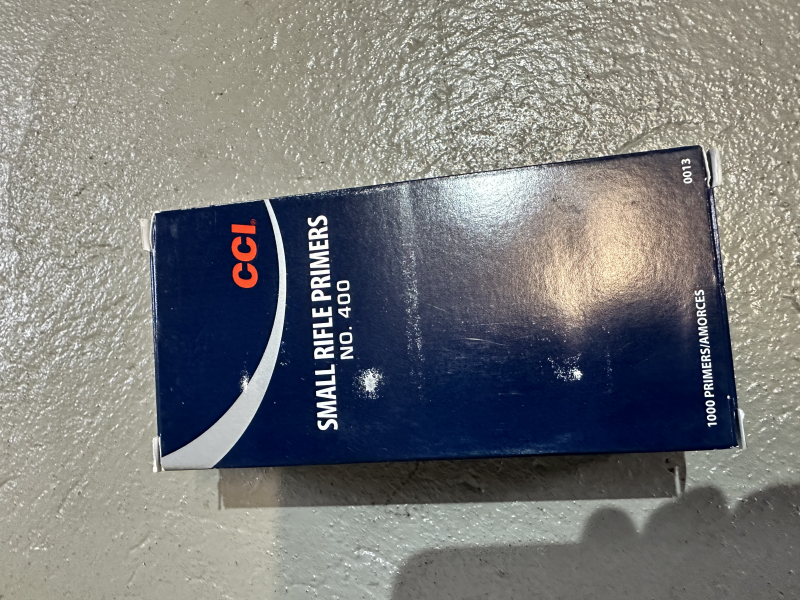 CCI®
SMALL RIFLE PRIMERS
NO. 400
1000 PRIMERS/AMORCES
0013